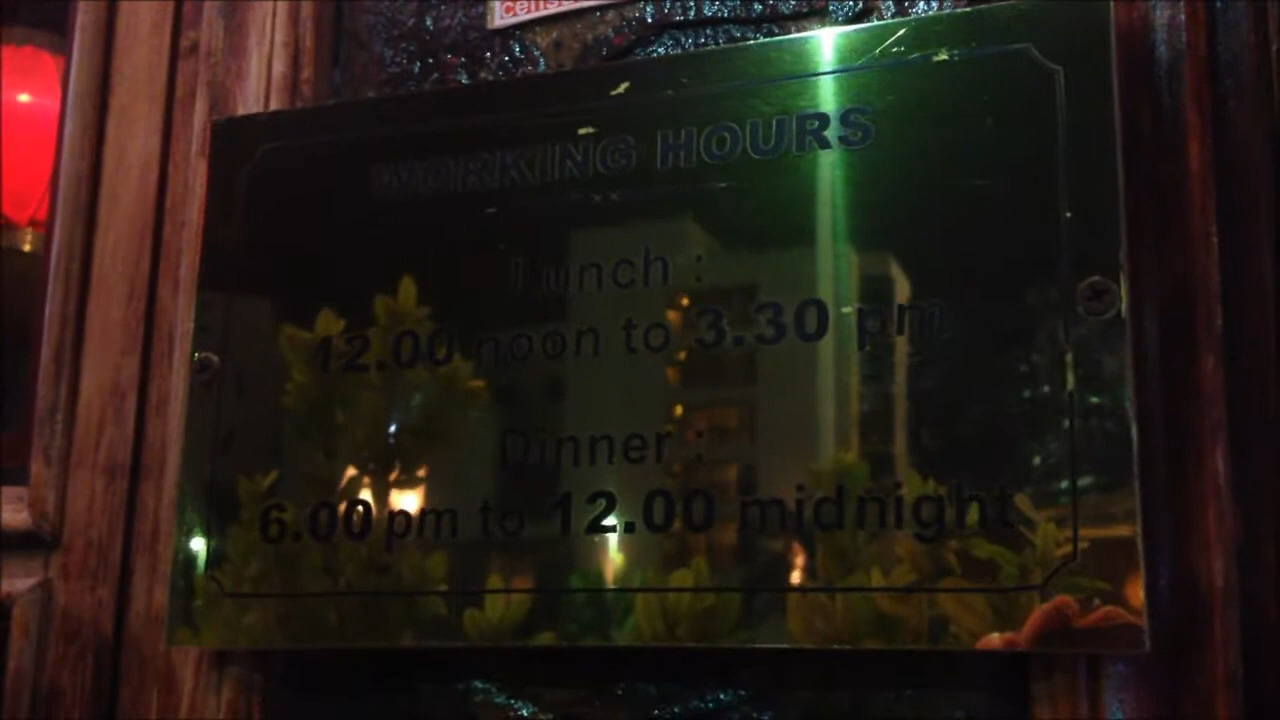 WORKING HOURS
Lunch :
12.00 noon to 3.30 pm
Dinner :
6.00 pm to 12.00 midnight